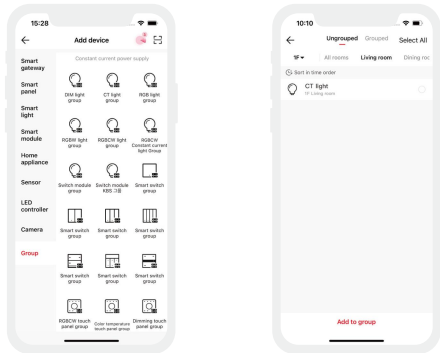 15:28
Add device
Smart
gateway
Smart
panel
Smart
light
Smart
module
Home
appliance
Sensor
LED
controller
Camera
Group
Constant current power supply
DIM light
group
CT light
group
RGB light
group
RGBW light
group
RGBCW light
group
RGBCW
Constant current
light Group
Switch module
group
Switch module
KBS 그룹
Smart switch
group
Smart switch
group
Smart switch
group
Smart switch
group
Smart switch
group
Smart switch
group
Smart switch
group
RGBCW touch
panel group
Color temperature
touch panel group
Dimming touch
panel group
10:10
Ungrouped Grouped Select All
1F All rooms Living room Dining roo
Sort in time order
CT light
1F Living room
Add to group